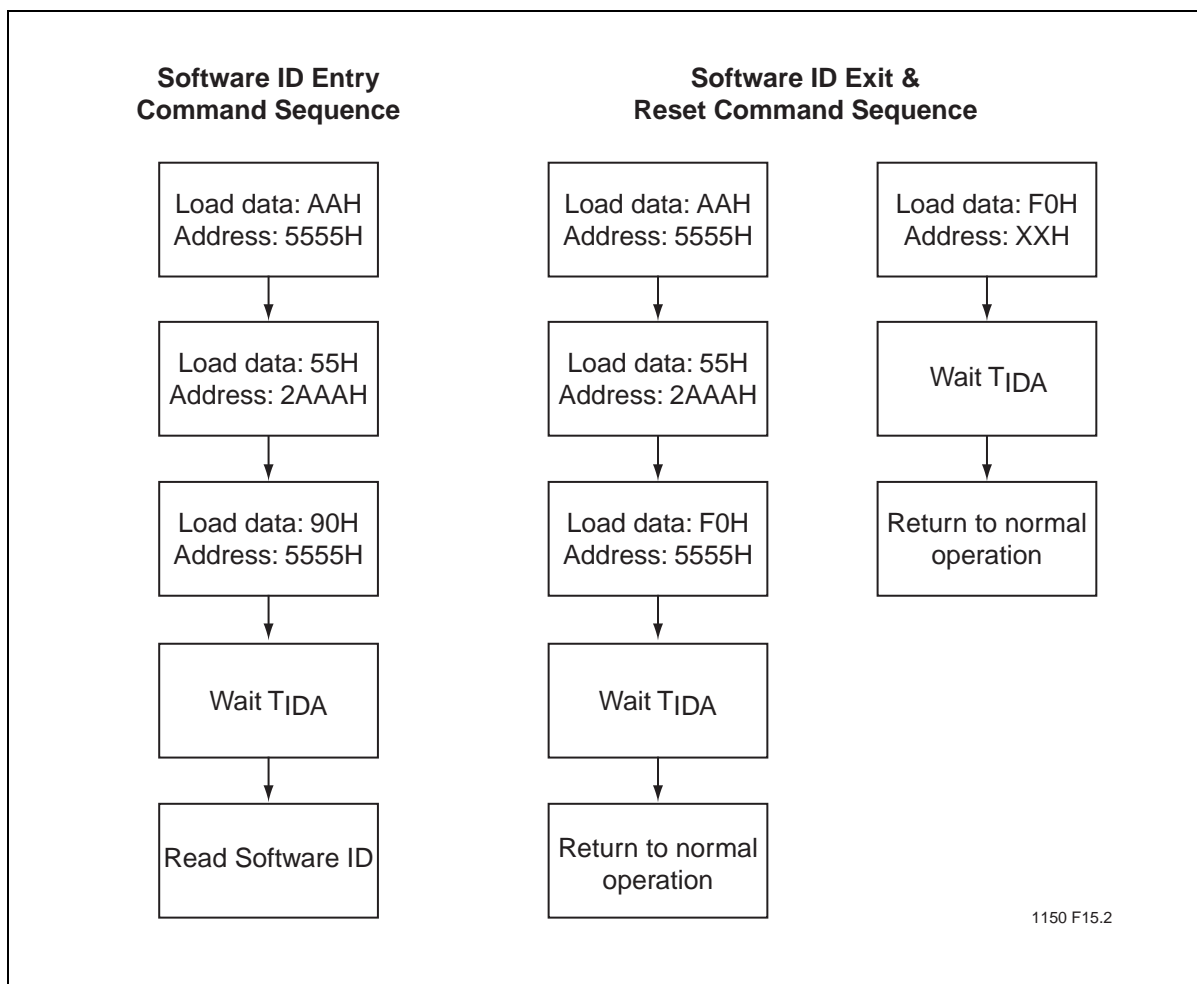 Software ID Entry
Command Sequence
Load data: AAH
Address: 5555H
Load data: 55H
Address: 2AAAH
Load data: 90H
Address: 5555H
Wait TIDA
Read Software ID
Software ID Exit &
Reset Command Sequence
Load data: AAH
Address: 5555H
Load data: 55H
Address: 2AAAH
Load data: F0H
Address: 5555H
Wait TIDA
Return to normal
operation
Load data: F0H
Address: XXH
Wait TIDA
Return to normal
operation
1150 F15.2